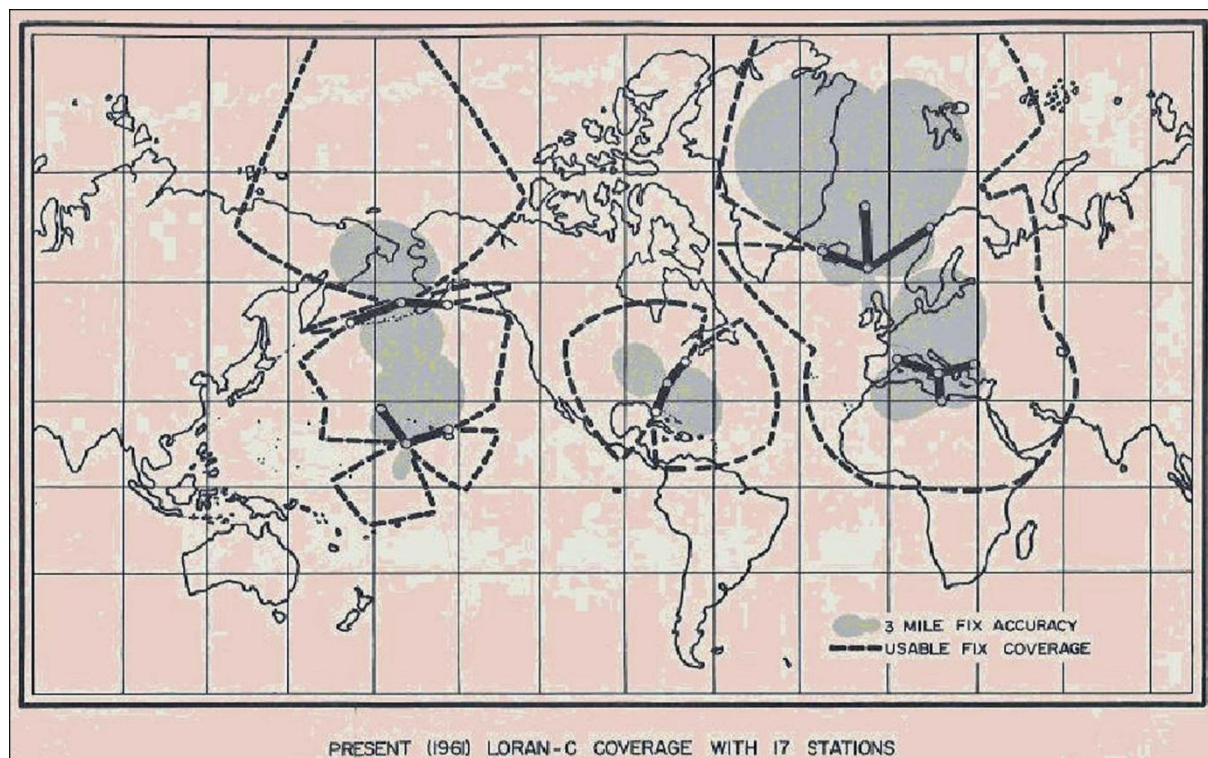 3 MILE FIX ACCURACY
USABLE FIX COVERAGE
PRESENT (1961) LORAN-C COVERAGE WITH 17 STATIONS